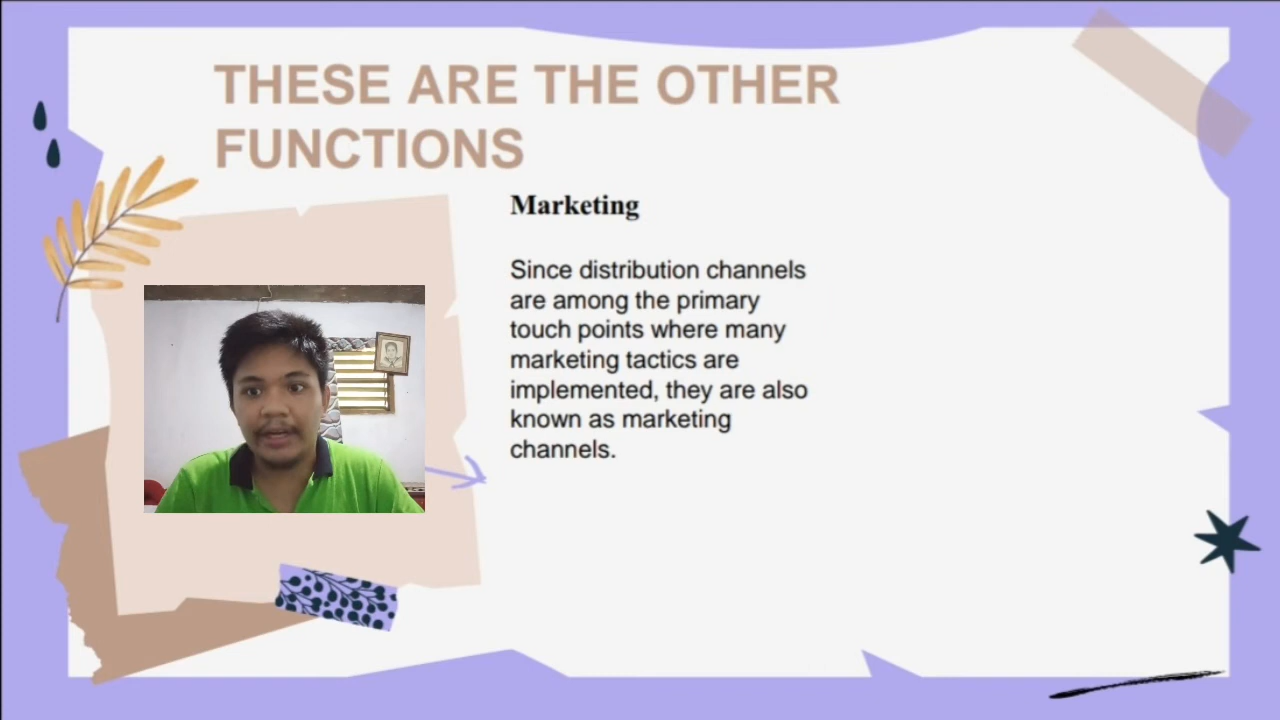 THESE ARE THE OTHER
FUNCTIONS
Marketing
Since distribution channels
are among the primary
touch points where many
marketing tactics are
implemented, they are also
known as marketing
channels.